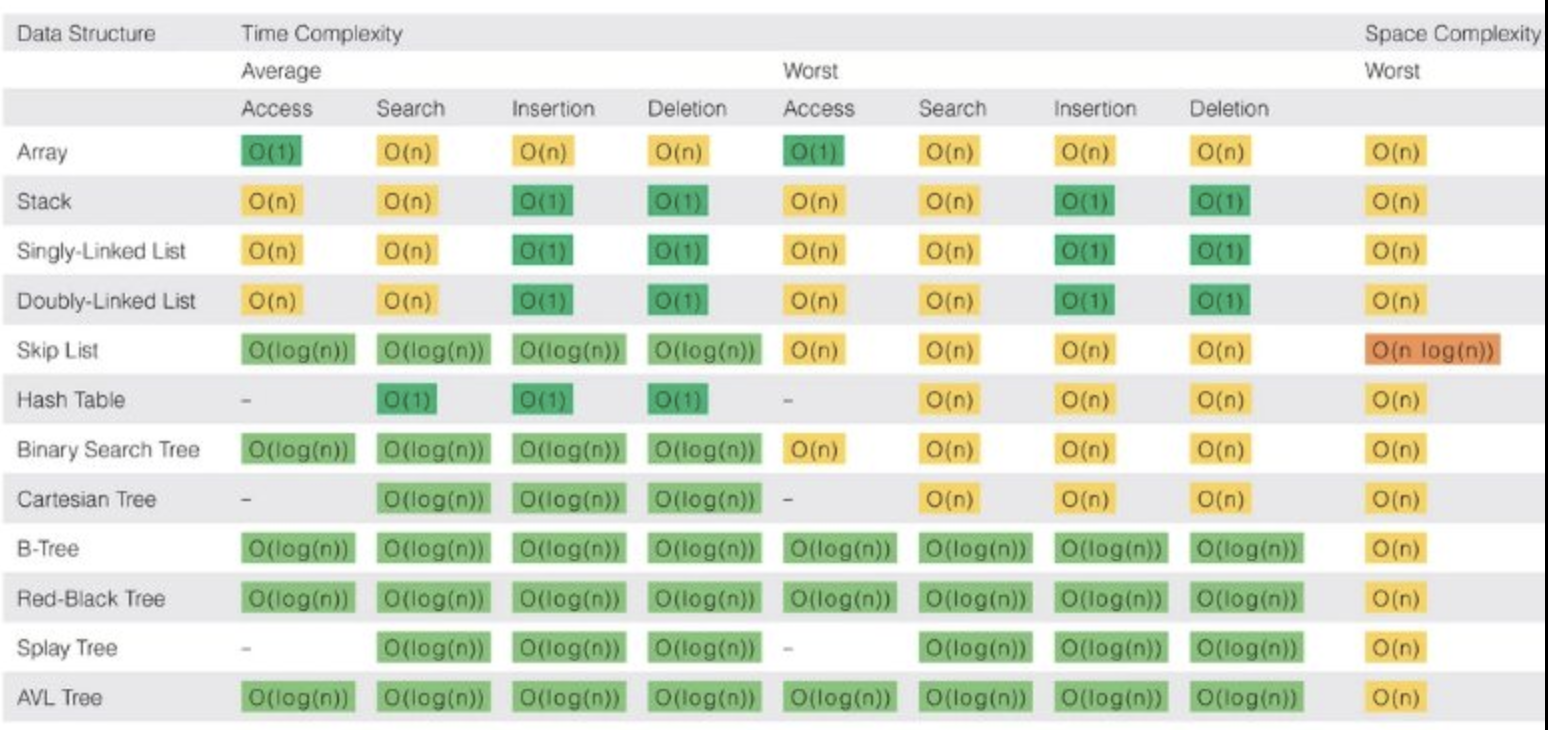 Data Structure Time Complexity Space Complexity
Average Worst Worst
Access Search Insertion Deletion Access Search Insertion Deletion
Array O(1) O(n) O(n) O(n) O(1) O(n) O(n) O(n) O(n)
Stack O(n) O(n) O(1) O(1) O(n) O(n) O(1) O(1) O(n)
Singly-Linked List O(n) O(n) O(1) O(1) O(n) O(n) O(1) O(1) O(n)
Doubly-Linked List O(n) O(n) O(1) O(1) O(n) O(n) O(1) O(1) O(n)
Skip List O(log(n)) O(log(n)) O(log(n)) O(log(n)) O(n) O(n) O(n) O(n) O(n log(n))
Hash Table – O(1) O(1) O(1) – O(n) O(n) O(n) O(n)
Binary Search Tree O(log(n)) O(log(n)) O(log(n)) O(log(n)) O(n) O(n) O(n) O(n) O(n)
Cartesian Tree – O(log(n)) O(log(n)) O(log(n)) – O(n) O(n) O(n) O(n)
B-Tree O(log(n)) O(log(n)) O(log(n)) O(log(n)) O(log(n)) O(log(n)) O(log(n)) O(log(n)) O(n)
Red-Black Tree O(log(n)) O(log(n)) O(log(n)) O(log(n)) O(log(n)) O(log(n)) O(log(n)) O(log(n)) O(n)
Splay Tree – O(log(n)) O(log(n)) O(log(n)) – O(log(n)) O(log(n)) O(log(n)) O(n)
AVL Tree O(log(n)) O(log(n)) O(log(n)) O(log(n)) O(log(n)) O(log(n)) O(log(n)) O(log(n)) O(n)